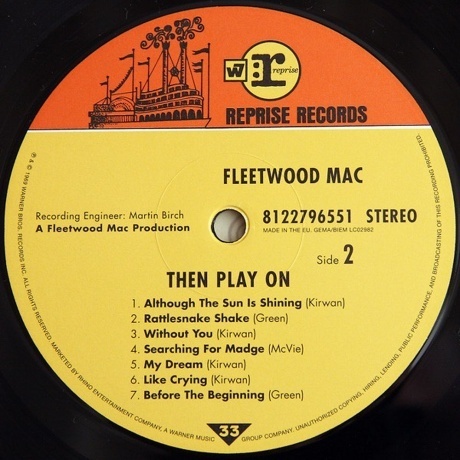 W
r
reprise
REPRISE RECORDS
FLEETWOOD MAC
Recording Engineer: Martin Birch
A Fleetwood Mac Production
8122796551 STEREO
MADE IN THE EU. GEMA/BIEM LC02982
Side 2
THEN PLAY ON
1. Although The Sun Is Shining (Kirwan)
2. Rattlesnake Shake (Green)
3. Without You (Kirwan)
4. Searching For Madge (McVie)
5. My Dream (Kirwan)
6. Like Crying (Kirwan)
7. Before The Beginning (Green)
℗ & © 1969 WARNER BROS. RECORDS INC. ALL RIGHTS RESERVED. MARKETED BY RHINO ENTERTAINMENT COMPANY, A WARNER MUSIC GROUP COMPANY. UNAUTHORIZED COPYING, HIRING, LENDING, PUBLIC PERFORMANCE, AND BROADCASTING OF THIS RECORDING PROHIBITED.
33